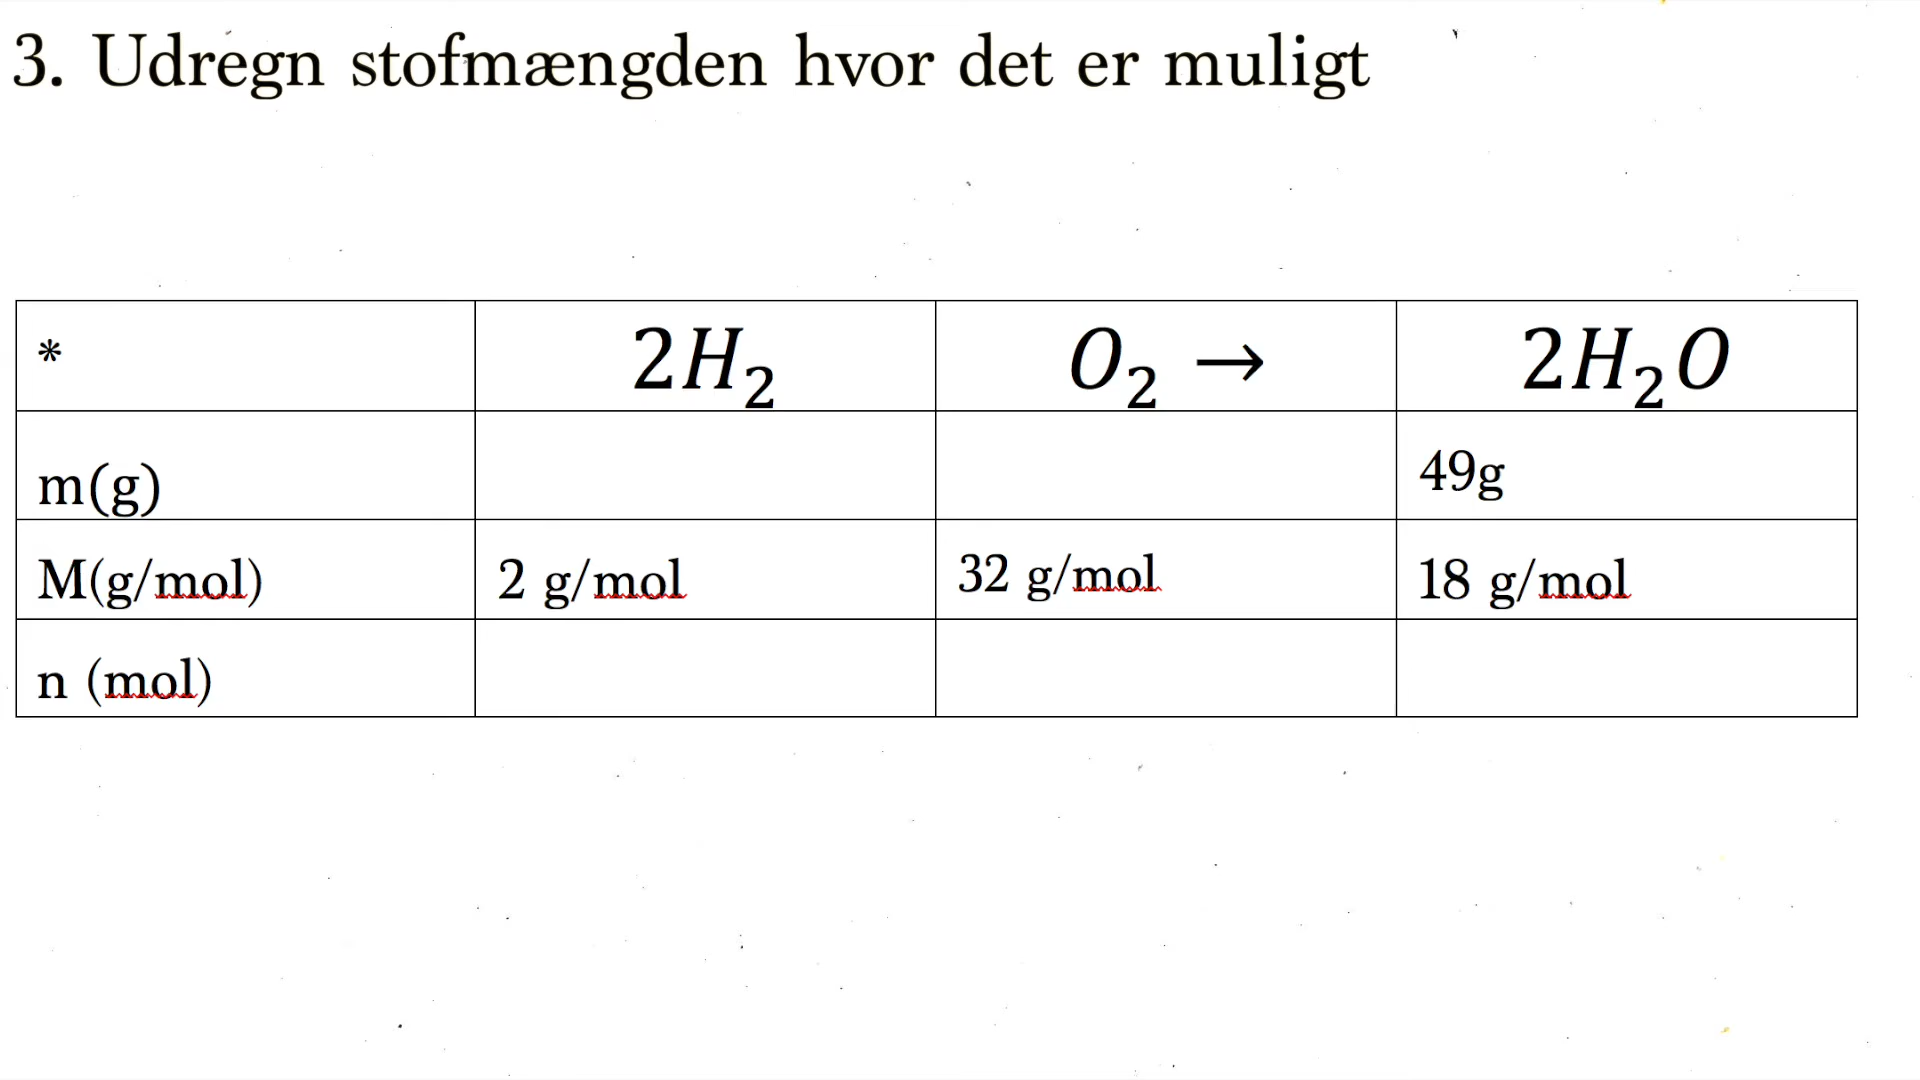 3. Udregn stofmængden hvor det er muligt
* 2H₂ O₂ → 2H₂O
m(g) 49g
M(g/mol) 2 g/mol 32 g/mol 18 g/mol
n (mol)